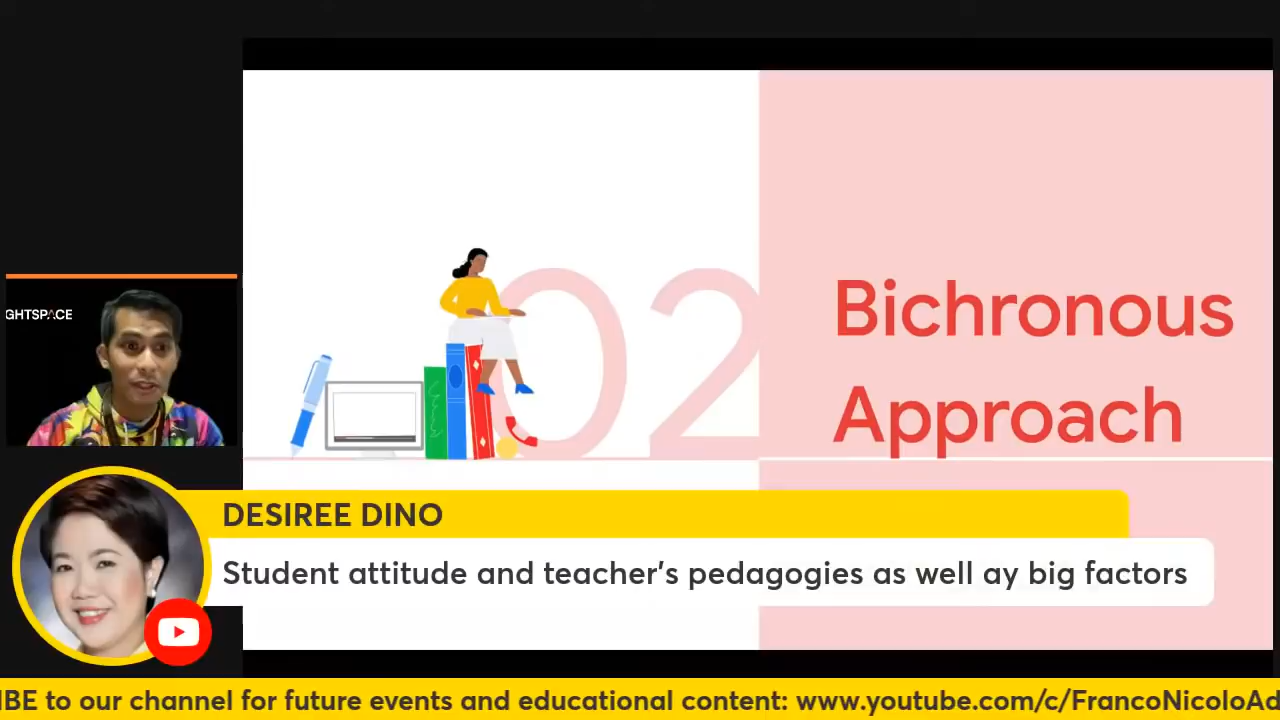 GHTSPACE
02
Bichronous
Approach
DESIREE DINO
Student attitude and teacher's pedagogies as well ay big factors
IBE to our channel for future events and educational content: www.youtube.com/c/FrancoNicoloAd